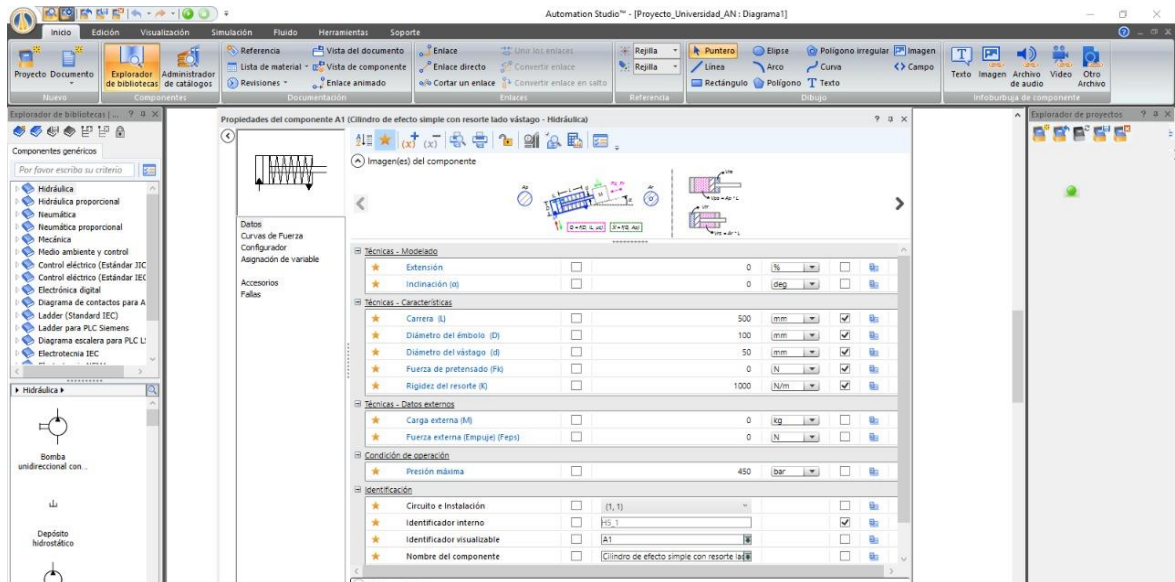 Automation Studio™ - [Proyecto_Universidad_AN : Diagrama1]
Inicio Edición Visualización Simulación Fluido Herramientas Soporte
Proyecto Documento
Nuevo
Explorador de bibliotecas
Administrador de catálogos
Componentes
Referencia Vista del documento
Lista de material Vista de componente
Revisiones Enlace animado
Documentación
Enlace Unir los enlaces
Enlace directo Convertir enlace
Cortar un enlace Convertir enlace en salto
Enlaces
Rejilla
Rejilla
Referencia
Puntero Elipse Polígono irregular Imagen
Línea Arco Curva Campo
Rectángulo Polígono Texto
Dibujo
Texto Imagen Archivo de audio Video Otro Archivo
Infoburbuja de componente
Explorador de bibliotecas | ...
Componentes genéricos
Por favor escriba su criterio
Hidráulica
Hidráulica proporcional
Neumática
Neumática proporcional
Mecánica
Medio ambiente y control
Control eléctrico (Estándar JIC
Control eléctrico (Estándar IEC
Electrónica digital
Diagrama de contactos para A
Ladder (Standard IEC)
Ladder para PLC Siemens
Diagrama escalera para PLC L
Electrotecnia IEC
Hidráulica
Bomba
unidireccional con...
Depósito
hidrostático
Propiedades del componente A1 (Cilindro de efecto simple con resorte lado vástago - Hidráulica)
Datos
Curvas de Fuerza
Configurador
Asignación de variable
Accesorios
Fallas
Imagen(es) del componente
Técnicas - Modelado
Extensión 0 %
Inclinación (α) 0 deg
Técnicas - Características
Carrera (L) 500 mm
Diámetro del émbolo (D) 100 mm
Diámetro del vástago (d) 50 mm
Fuerza de pretensado (Fk) 0 N
Rigidez del resorte (K) 1000 N/m
Técnicas - Datos externos
Carga externa (M) 0 kg
Fuerza externa (Empuje) (Feps) 0 N
Condición de operación
Presión máxima 450 bar
Identificación
Circuito e Instalación (1, 1)
Identificador interno H5_1
Identificador visualizable A1
Nombre del componente Cilindro de efecto simple con resorte lad
Explorador de proyectos